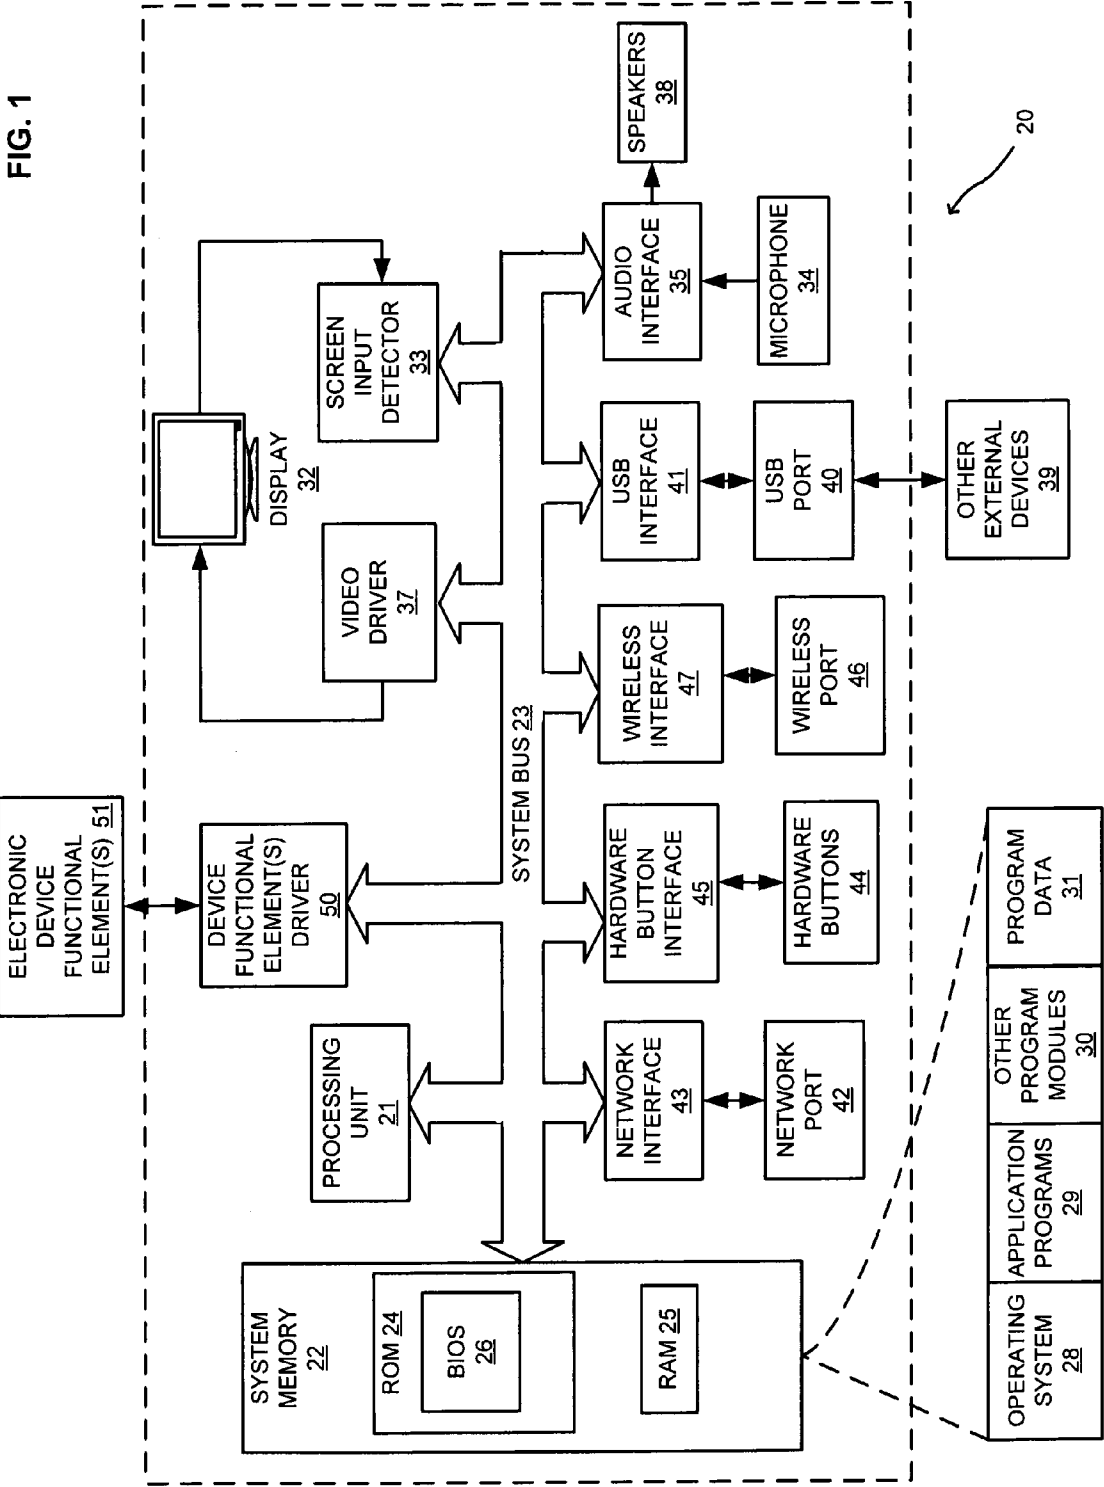 FIG. 1
20
SYSTEM
MEMORY
22
ROM 24
BIOS
26
RAM 25
PROCESSING
UNIT
21
ELECTRONIC
DEVICE
FUNCTIONAL
ELEMENT(S) 51
DEVICE
FUNCTIONAL
ELEMENT(S)
DRIVER
50
VIDEO
DRIVER
37
DISPLAY
32
SCREEN
INPUT
DETECTOR
33
SYSTEM BUS 23
NETWORK
INTERFACE
43
HARDWARE
BUTTON
INTERFACE
45
WIRELESS
INTERFACE
47
USB
INTERFACE
41
AUDIO
INTERFACE
35
SPEAKERS
38
NETWORK
PORT
42
HARDWARE
BUTTONS
44
WIRELESS
PORT
46
USB
PORT
40
MICROPHONE
34
OTHER
EXTERNAL
DEVICES
39
OPERATING
SYSTEM
28
APPLICATION
PROGRAMS
29
OTHER
PROGRAM
MODULES
30
PROGRAM
DATA
31